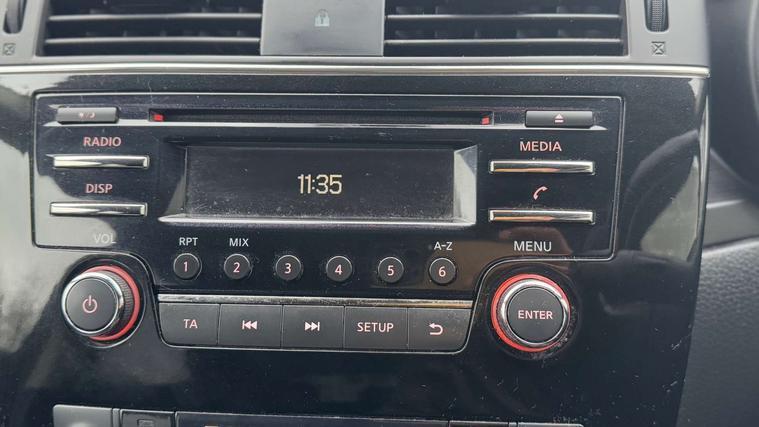 RADIO
MEDIA
11:35
DISP
VOL
RPT MIX A-Z
MENU
1 2 3 4 5 6
TA SETUP
ENTER